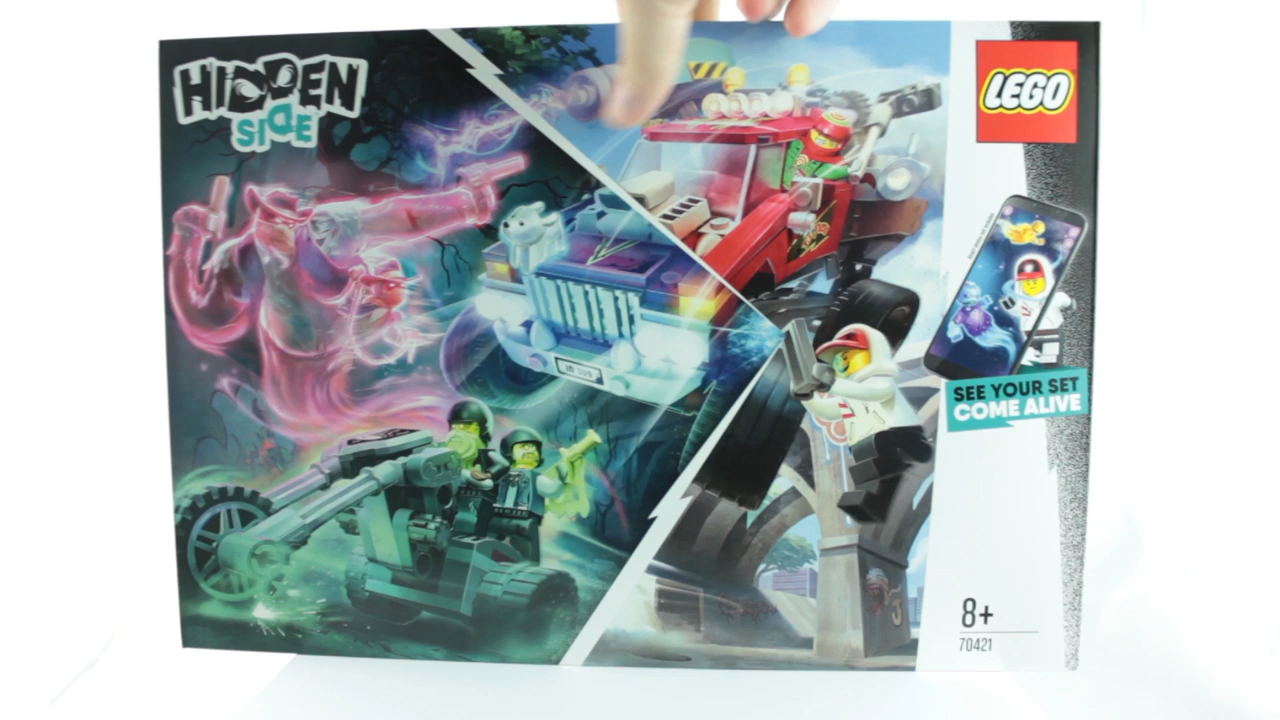 HIDDEN
SIDE
LEGO
SEE YOUR SET
COME ALIVE
8+
70421